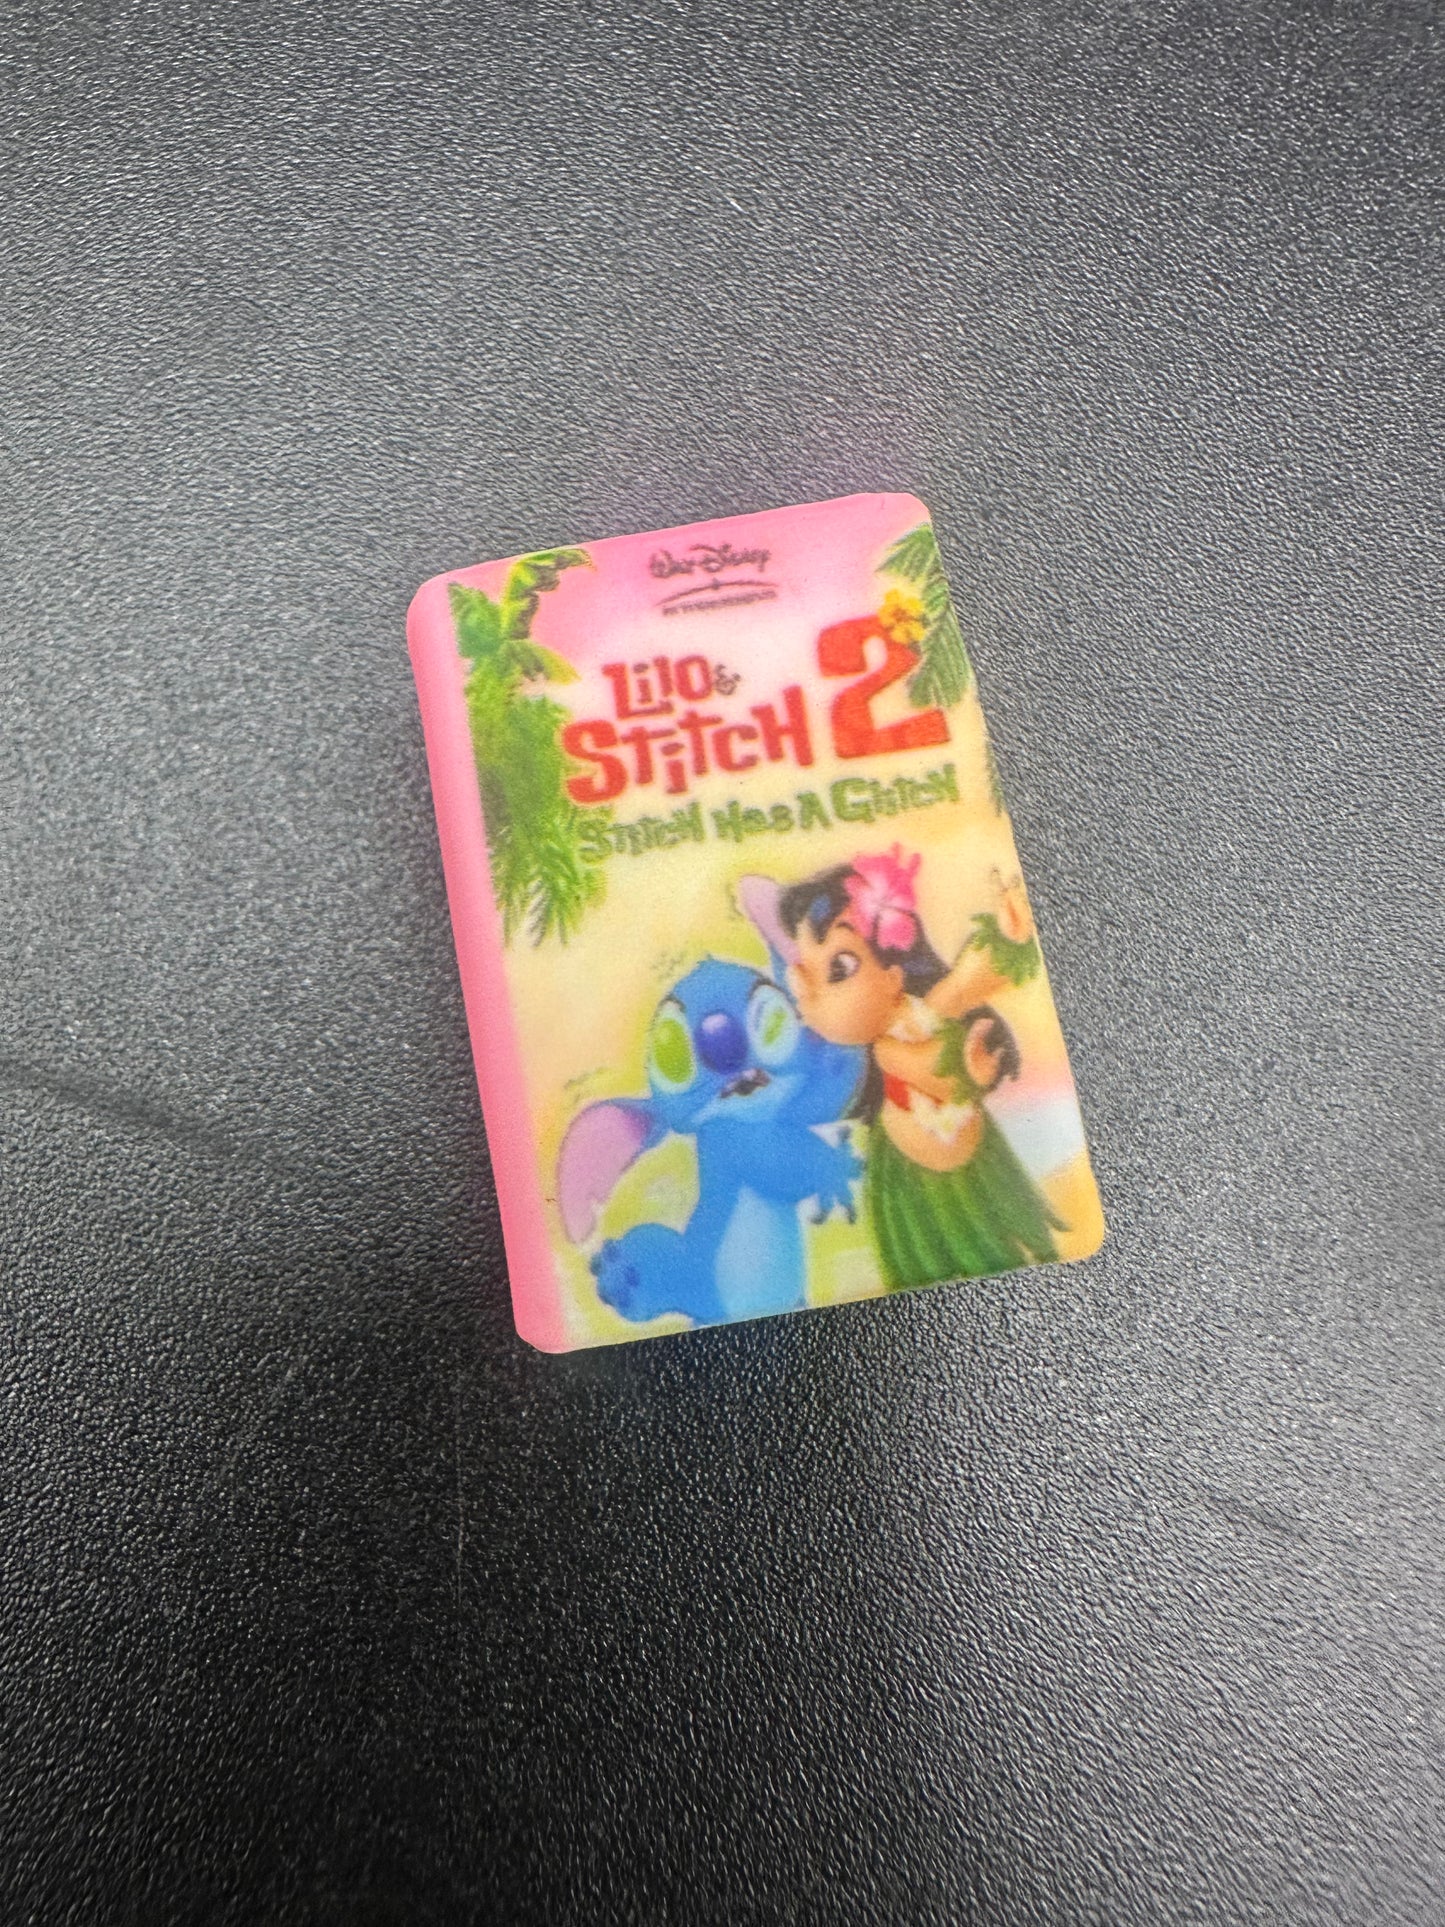 Walt Disney
Lilo &
Stitch 2
Stitch Has A Glitch